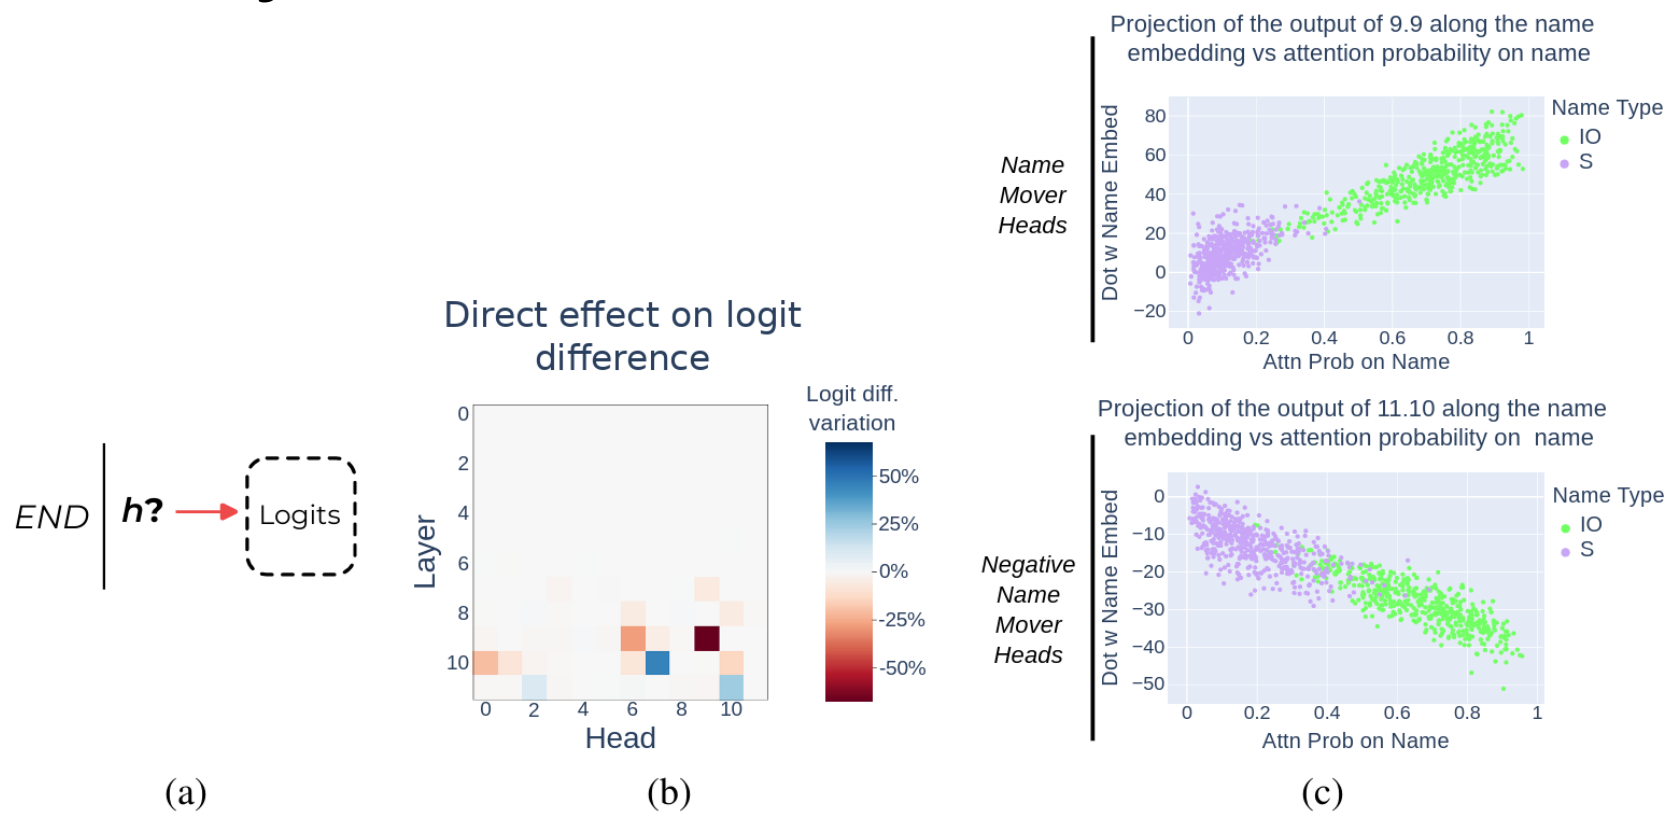 END
h?
Logits
(a)
Direct effect on logit
difference
Logit diff.
variation
50%
25%
0%
-25%
-50%
Layer
0
2
4
6
8
10
0
2
4
6
8
10
Head
(b)
Name
Mover
Heads
Projection of the output of 9.9 along the name
embedding vs attention probability on name
Dot w Name Embed
80
60
40
20
0
−20
0
0.2
0.4
0.6
0.8
1
Attn Prob on Name
Name Type
IO
S
Negative
Name
Mover
Heads
Projection of the output of 11.10 along the name
embedding vs attention probability on name
Dot w Name Embed
0
−10
−20
−30
−40
−50
0
0.2
0.4
0.6
0.8
1
Attn Prob on Name
Name Type
IO
S
(c)